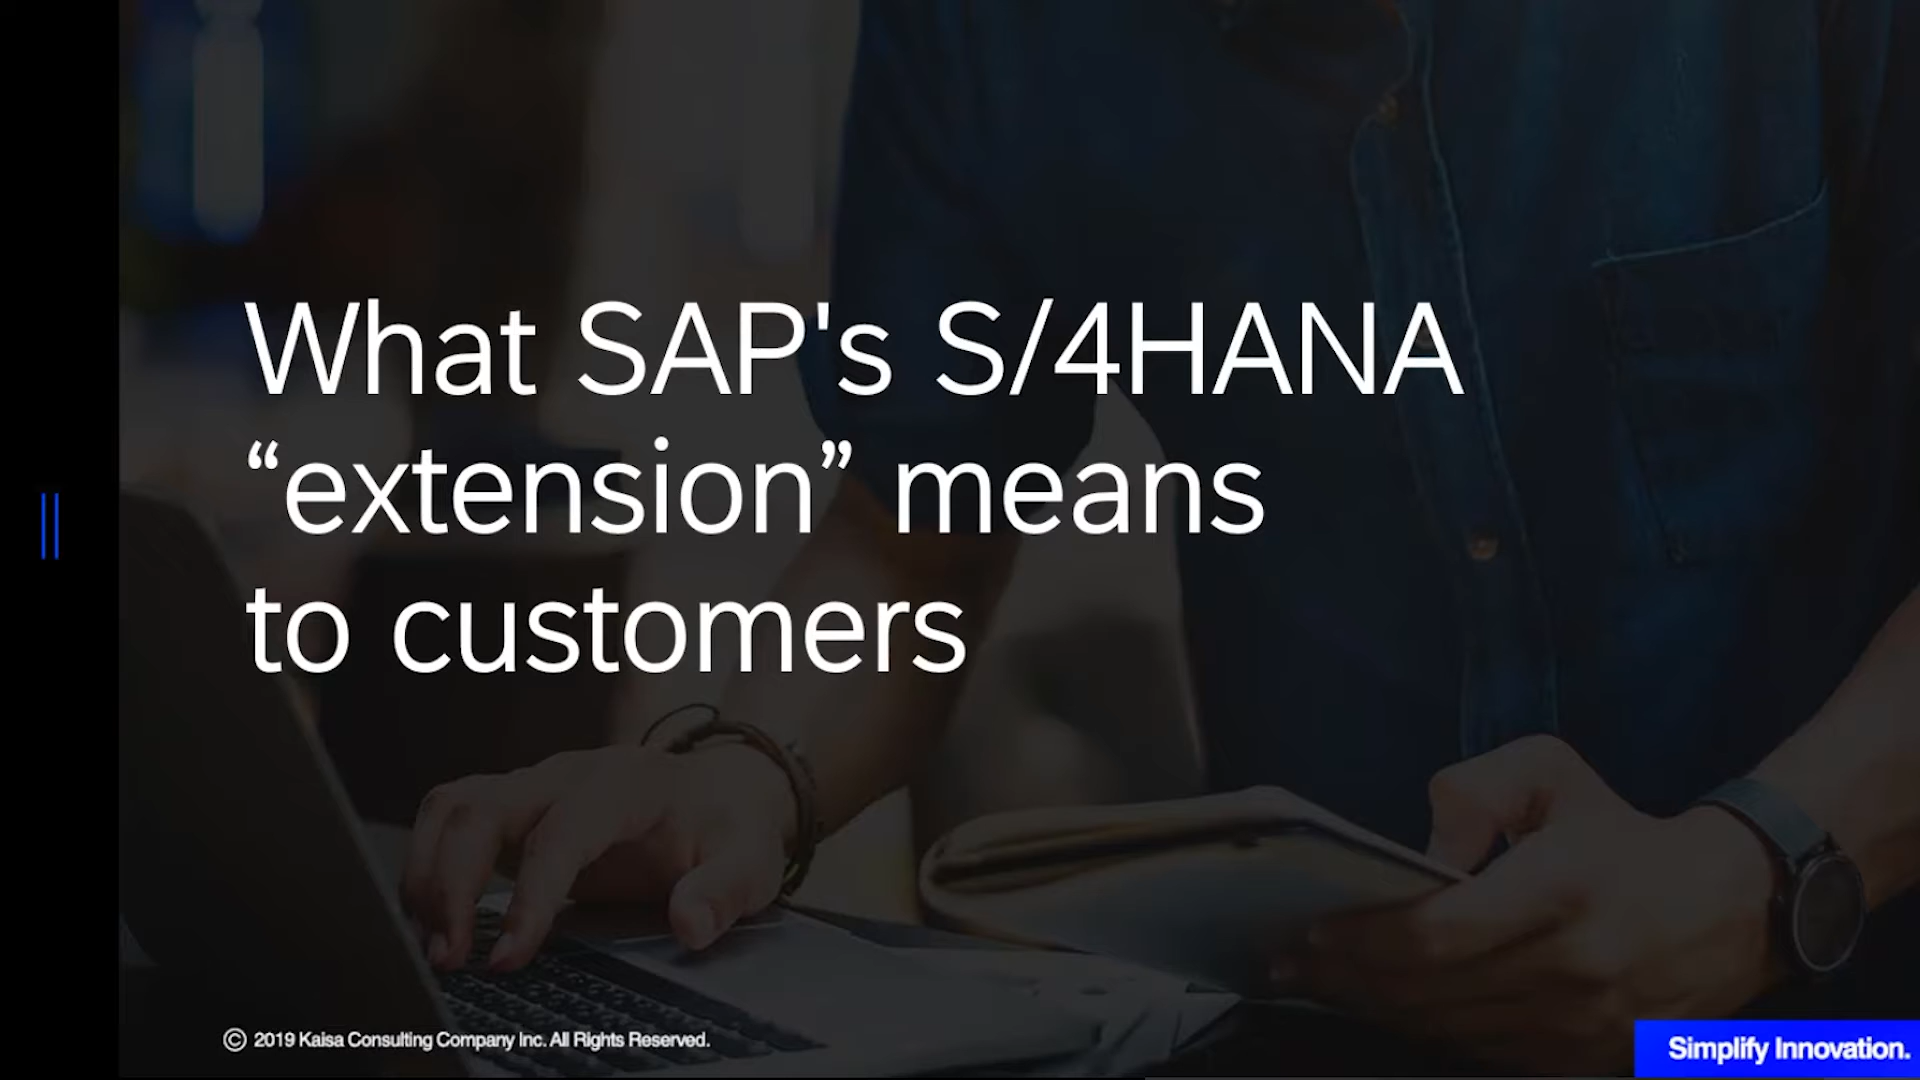 What SAP's S/4HANA
“extension” means
to customers
© 2019 Kaisa Consulting Company Inc. All Rights Reserved.
Simplify Innovation.